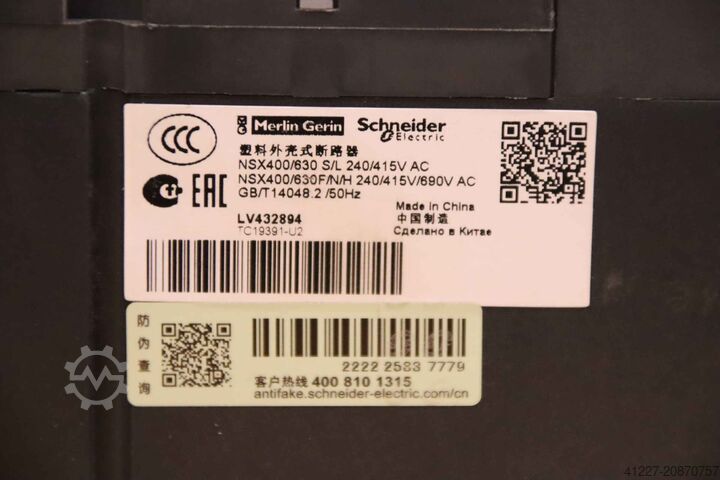 CCC
Merlin Gerin Schneider Electric
塑料外壳式断路器
NSX400/630 S/L 240/415V AC
NSX400/630F/N/H 240/415V/690V AC
GB/T14048.2 /50Hz
EAC
LV432894
TC19391-U2
Made in China
中国制造
Сделано в Китае
防伪查询
2222 2583 7779
客户热线 400 810 1315
antifake.schneider-electric.com/cn
41227-20870757